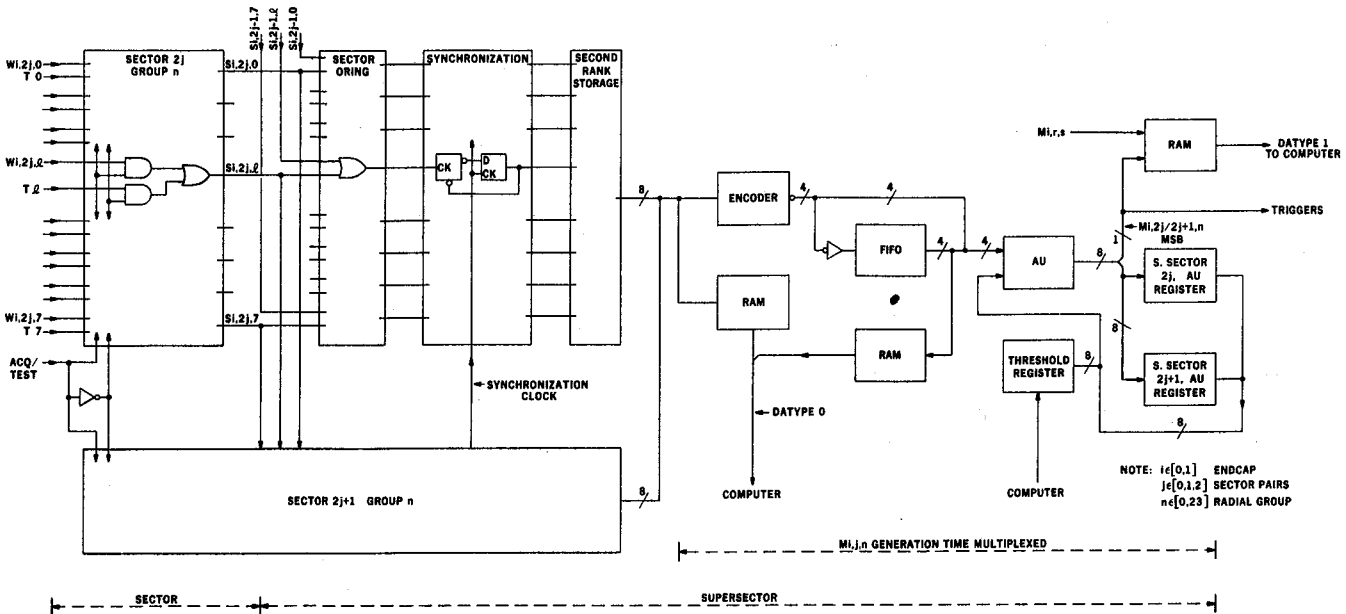 Si,2j-1,7
Si,2j-1,ℓ
Si,2j-1,0
SECTOR 2j
GROUP n
Wi,2j,0
T 0
Wi,2j,ℓ
T,ℓ
Wi,2j,7
T 7
ACQ/
TEST
Si,2j,0
Si,2j,ℓ
Si,2j,7
SECTOR
ORING
SYNCHRONIZATION
CK
D
CK
SECOND
RANK
STORAGE
SYNCHRONIZATION
CLOCK
SECTOR 2j+1 GROUP n
8
8
ENCODER
4
4
FIFO
4
4
RAM
RAM
DATYPE 0
COMPUTER
AU
8
THRESHOLD
REGISTER
8
COMPUTER
Mi,r,s
RAM
DATYPE 1
TO COMPUTER
TRIGGERS
Mi,2j/2j+1,n
MSB
1
S. SECTOR
2j, AU
REGISTER
8
S. SECTOR
2j+1, AU
REGISTER
8
NOTE: iϵ[0,1] ENDCAP
jϵ[0,1,2] SECTOR PAIRS
nϵ[0,23] RADIAL GROUP
Mi,j,n GENERATION TIME MULTIPLEXED
SECTOR
SUPERSECTOR